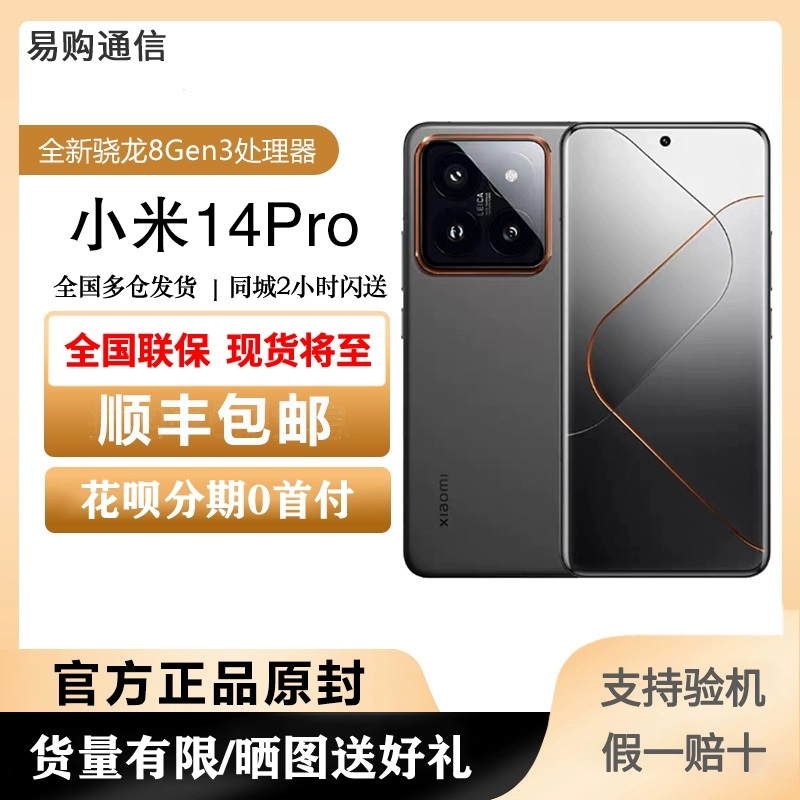 易购通信
全新骁龙8Gen3处理器
小米14Pro
全国多仓发货 | 同城2小时闪送
全国联保 现货将至
顺丰包邮
花呗分期0首付
LEICA
xiaomi
官方正品原封
货量有限/晒图送好礼
支持验机
假一赔十